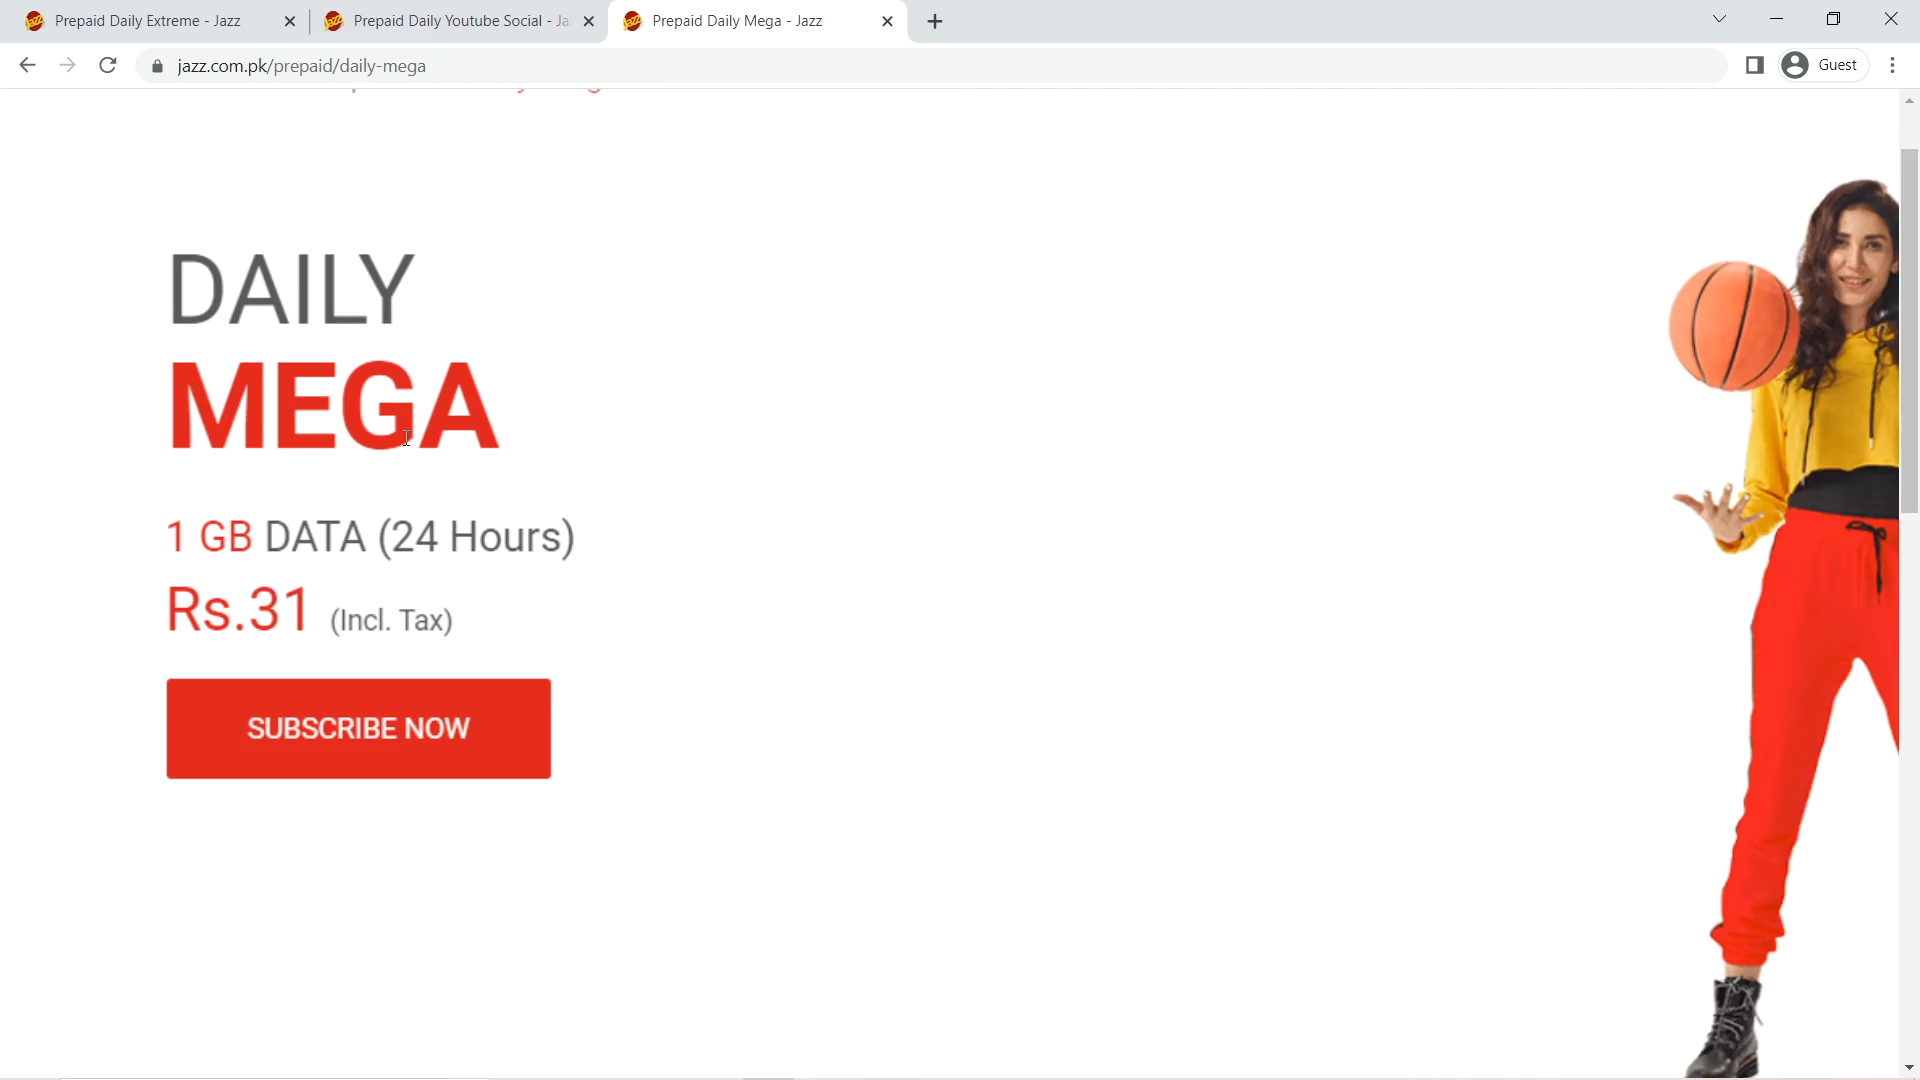 Prepaid Daily Extreme - Jazz
Prepaid Daily Youtube Social - Ja
Prepaid Daily Mega - Jazz
jazz.com.pk/prepaid/daily-mega
Guest
DAILY
MEGA
1 GB DATA (24 Hours)
Rs.31 (Incl. Tax)
SUBSCRIBE NOW